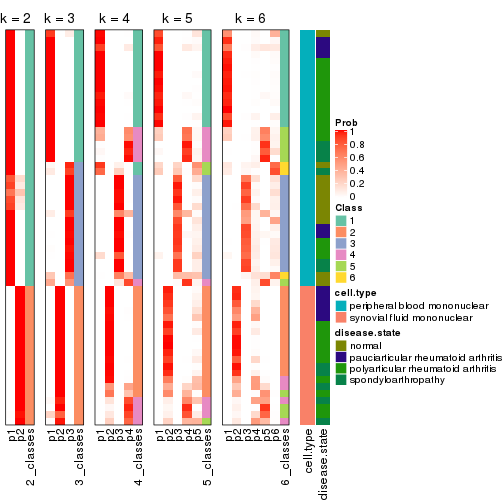 k = 2 k = 3 k = 4 k = 5 k = 6
Prob
1
0.8
0.6
0.4
0.2
0
Class
1
2
3
4
5
6
cell.type
peripheral blood mononuclear
synovial fluid mononuclear
disease.state
normal
pauciarticular rheumatoid arthritis
polyarticular rheumatoid arthritis
spondyloarthropathy
p1 p2 2_classes p1 p2 p3 3_classes p1 p2 p3 p4 4_classes p1 p2 p3 p4 p5 5_classes p1 p2 p3 p4 p5 p6 6_classes cell.type disease.state